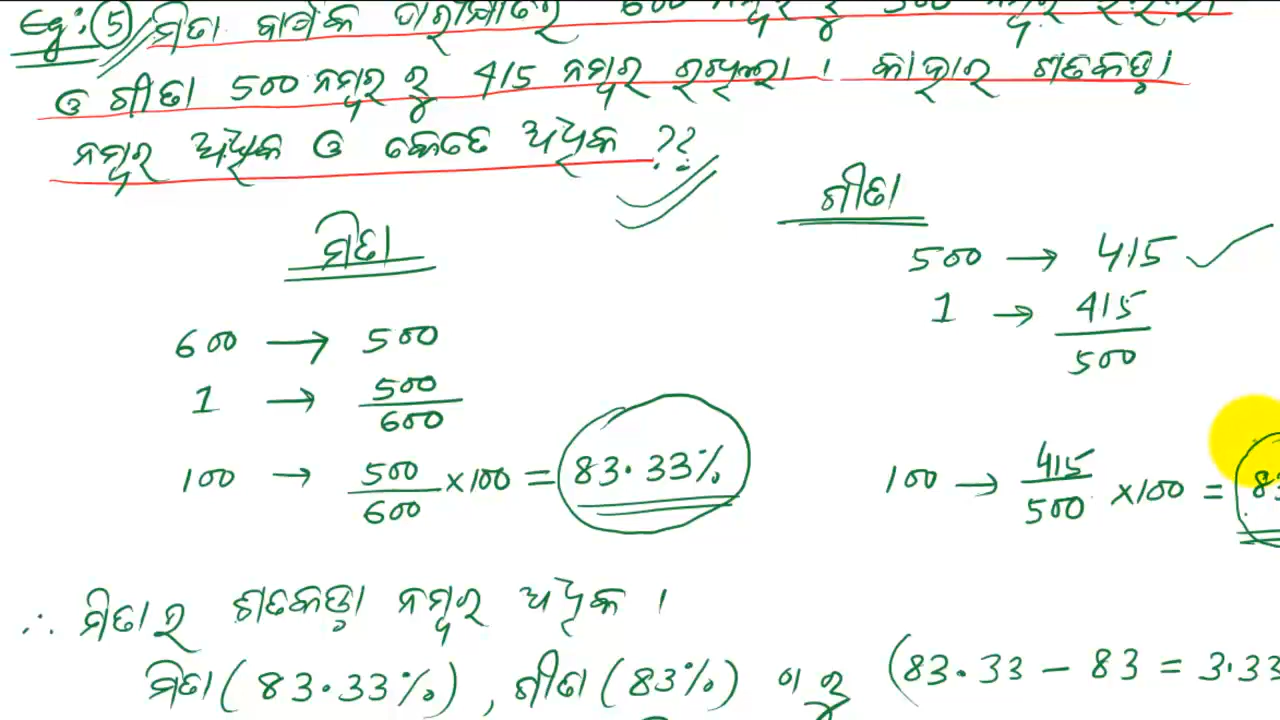 Eg:⑤ ମିତା ବାର୍ଷିକ ପରୀକ୍ଷାରେ 600 ନମ୍ବର ରୁ 500 ନମ୍ବର
ଓ ଗୀତା 500 ନମ୍ବର ରୁ 415 ନମ୍ବର ରଖିଲା । କାହାର ଶତକଡ଼ା
ନମ୍ବର ଅଧିକ ଓ କେତେ ଅଧିକ ??
ମିତା
600 → 500
1 → 500/600
100 → 500/600 ×100 = 83.33%
ଗୀତା
500 → 415 ✓
1 → 415/500
100 → 415/500 ×100 =
∴ ମିତାର ଶତକଡ଼ା ନମ୍ବର ଅଧିକ ।
ମିତା (83.33%) , ଗୀତା (83%) ଠାରୁ (83.33 − 83 = 3.33